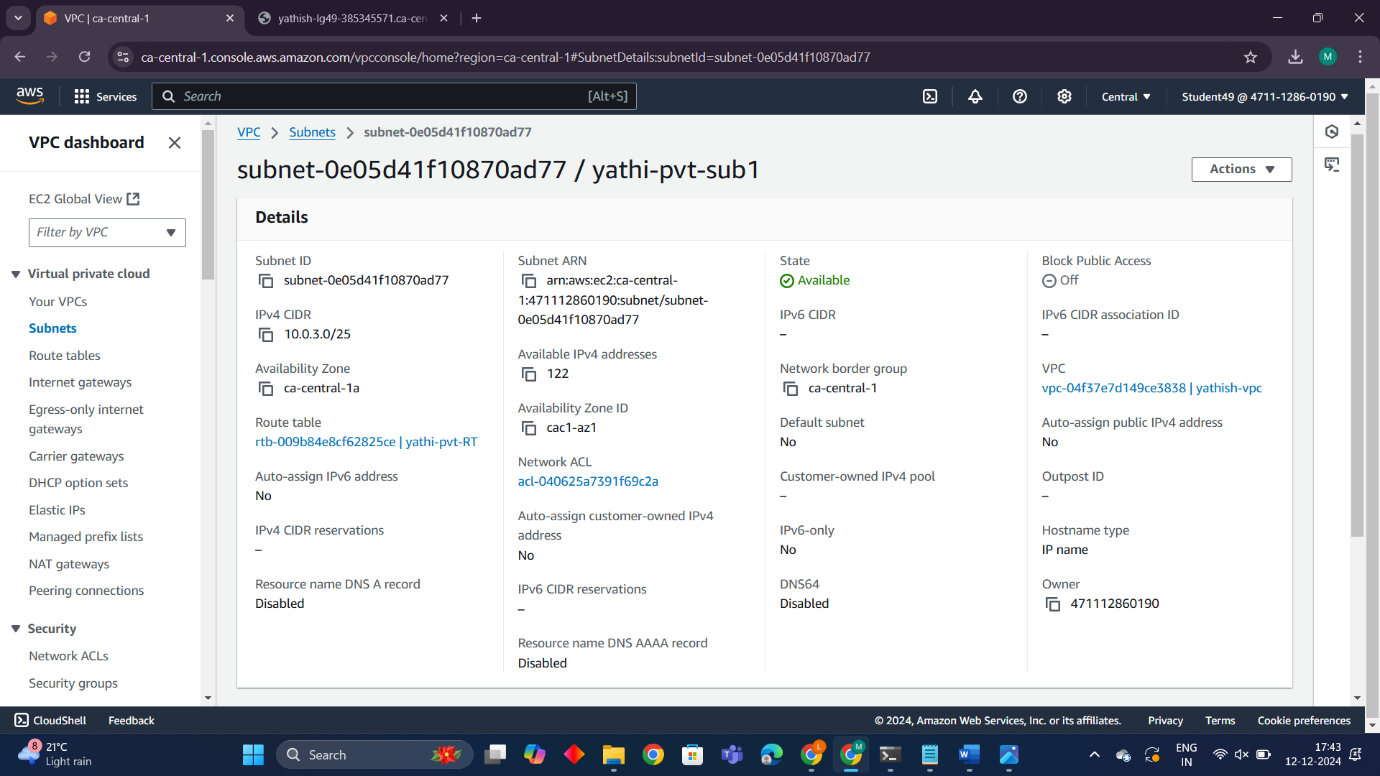 VPC | ca-central-1
yathish-lg49-385345571.ca-cen
ca-central-1.console.aws.amazon.com/vpcconsole/home?region=ca-central-1#SubnetDetails:subnetId=subnet-0e05d41f10870ad77
M
aws
Services
Search
[Alt+S]
Central
Student49 @ 4711-1286-0190
VPC dashboard
EC2 Global View
Filter by VPC
Virtual private cloud
Your VPCs
Subnets
Route tables
Internet gateways
Egress-only internet
gateways
Carrier gateways
DHCP option sets
Elastic IPs
Managed prefix lists
NAT gateways
Peering connections
Security
Network ACLs
Security groups
VPC > Subnets > subnet-0e05d41f10870ad77
subnet-0e05d41f10870ad77 / yathi-pvt-sub1
Actions
Details
Subnet ID
subnet-0e05d41f10870ad77
IPv4 CIDR
10.0.3.0/25
Availability Zone
ca-central-1a
Route table
rtb-009b84e8cf62825ce | yathi-pvt-RT
Auto-assign IPv6 address
No
IPv4 CIDR reservations
–
Resource name DNS A record
Disabled
Subnet ARN
arn:aws:ec2:ca-central-
1:471112860190:subnet/subnet-
0e05d41f10870ad77
Available IPv4 addresses
122
Availability Zone ID
cac1-az1
Network ACL
acl-040625a7391f69c2a
Auto-assign customer-owned IPv4
address
No
IPv6 CIDR reservations
–
Resource name DNS AAAA record
Disabled
State
Available
IPv6 CIDR
–
Network border group
ca-central-1
Default subnet
No
Customer-owned IPv4 pool
–
IPv6-only
No
DNS64
Disabled
Block Public Access
Off
IPv6 CIDR association ID
–
VPC
vpc-04f37e7d149ce3838 | yathish-vpc
Auto-assign public IPv4 address
No
Outpost ID
–
Hostname type
IP name
Owner
471112860190
CloudShell
Feedback
© 2024, Amazon Web Services, Inc. or its affiliates.
Privacy
Terms
Cookie preferences
8
21°C
Light rain
Search
L
M
ENG
IN
17:43
12-12-2024